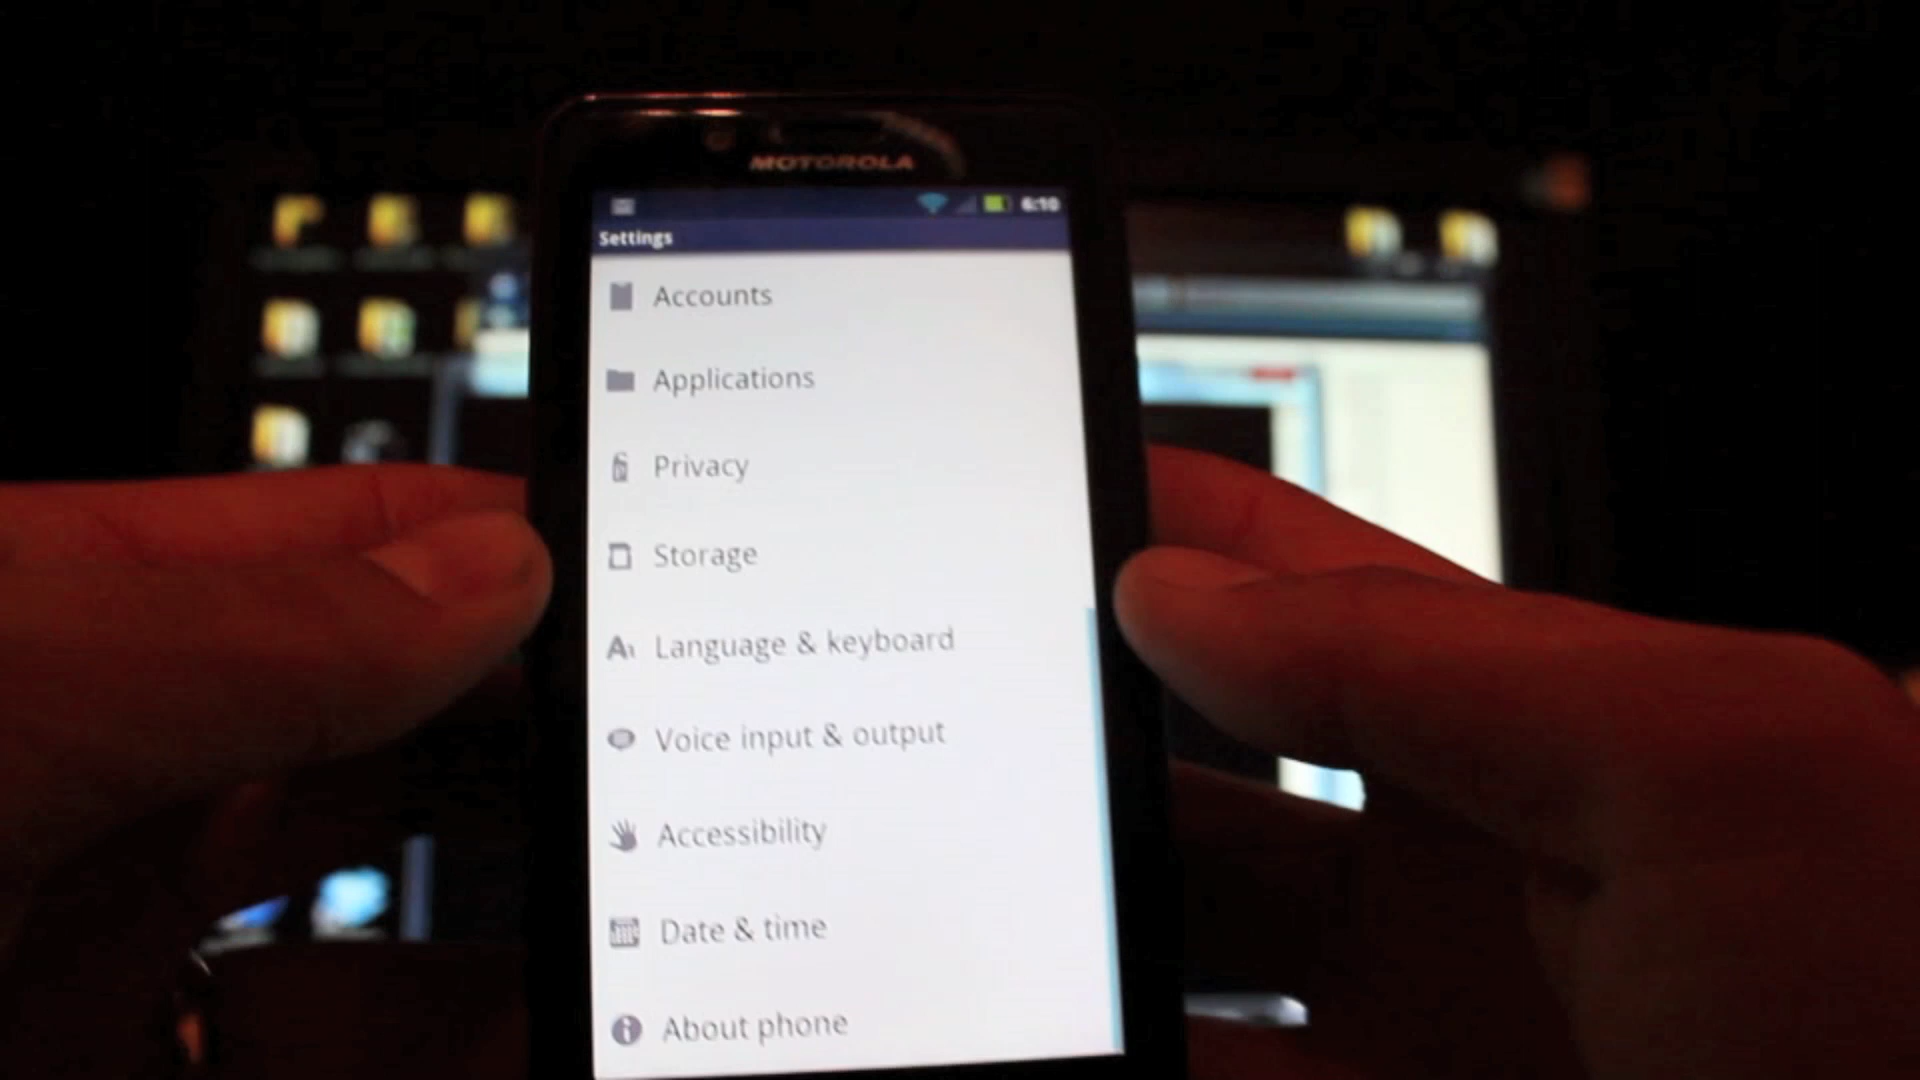 MOTOROLA
6:10
Settings
Accounts
Applications
Privacy
Storage
Language & keyboard
Voice input & output
Accessibility
Date & time
About phone